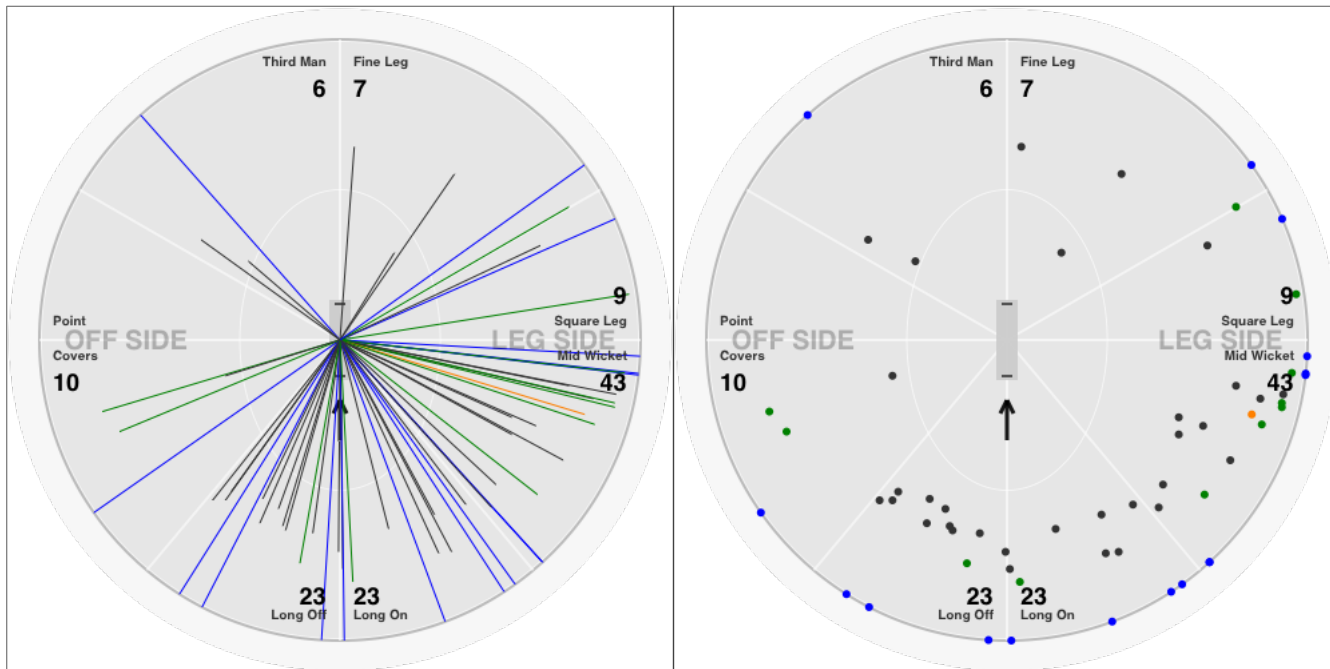 Third Man
Fine Leg
6
7
9
Point
Square Leg
OFF SIDE
LEG SIDE
Covers
Mid Wicket
10
43
23
23
Long Off
Long On
Third Man
Fine Leg
6
7
9
Point
Square Leg
OFF SIDE
LEG SIDE
Covers
Mid Wicket
10
43
23
23
Long Off
Long On